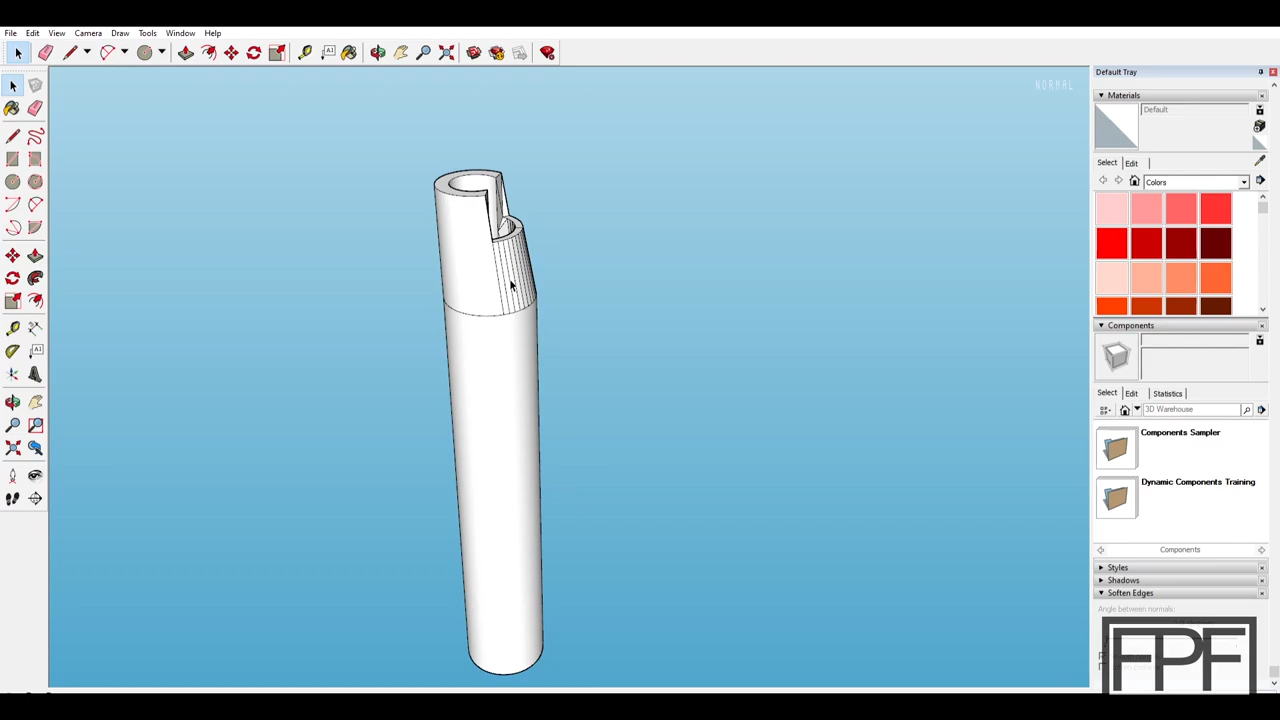 File Edit View Camera Draw Tools Window Help
Default Tray
NORMAL
Materials
Default
Select Edit
Colors
Components
Select Edit Statistics
3D Warehouse
Components Sampler
Dynamic Components Training
Components
Styles
Shadows
Soften Edges
Angle between normals:
FPF